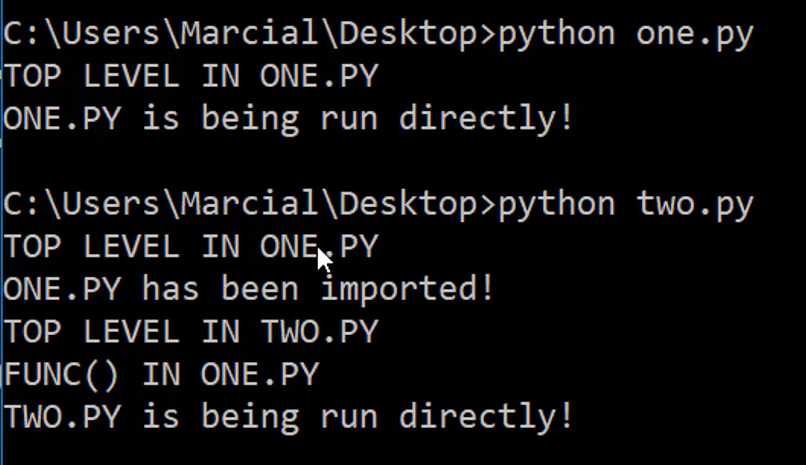 C:\Users\Marcial\Desktop>python one.py
TOP LEVEL IN ONE.PY
ONE.PY is being run directly!
C:\Users\Marcial\Desktop>python two.py
TOP LEVEL IN ONE.PY
ONE.PY has been imported!
TOP LEVEL IN TWO.PY
FUNC() IN ONE.PY
TWO.PY is being run directly!